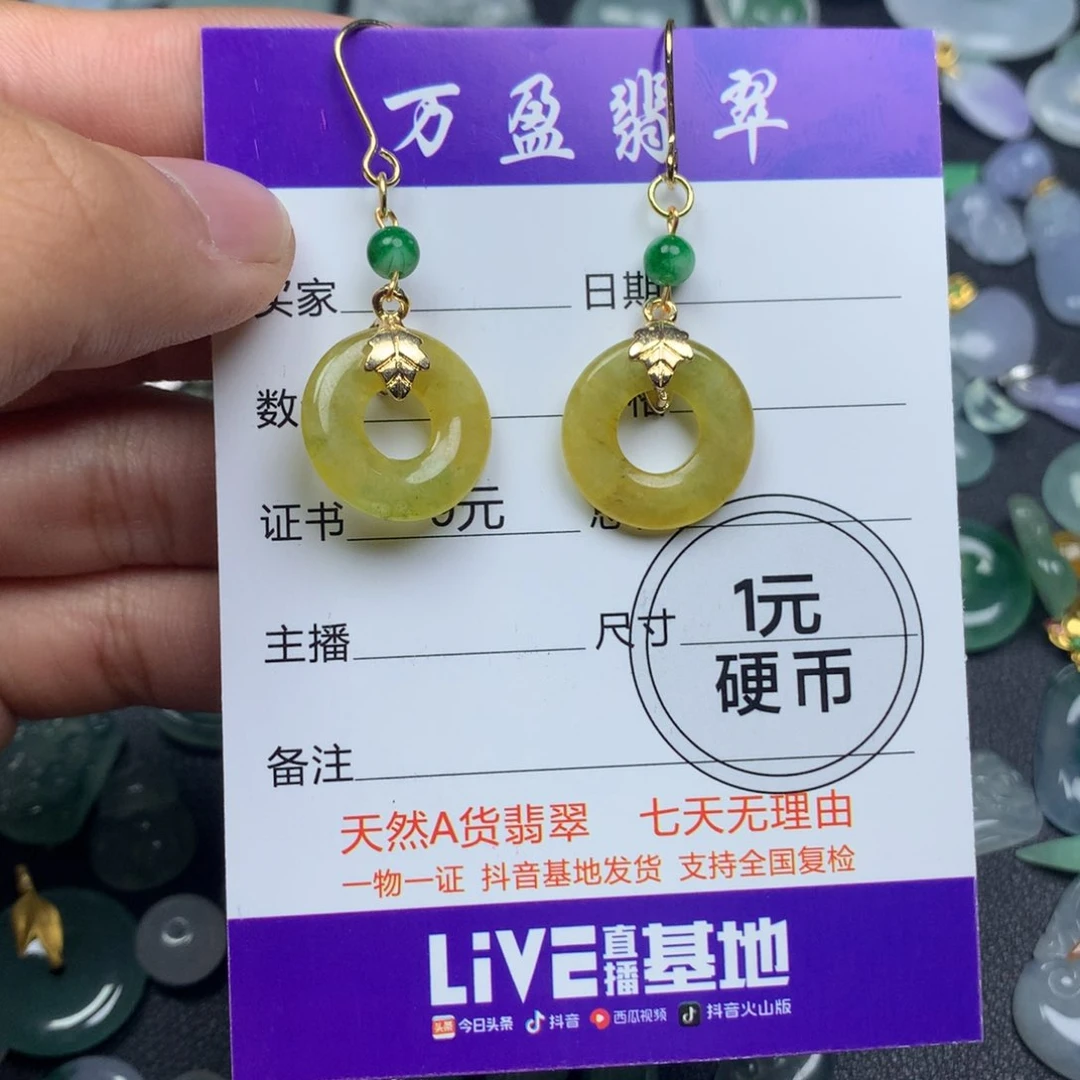 万盈翡翠
买家 日期
数
证书 0元
主播 尺寸
1元
硬币
备注
天然A货翡翠 七天无理由
一物一证 抖音基地发货 支持全国复检
LiVE直播基地
头条 今日头条 抖音 西瓜视频 抖音火山版